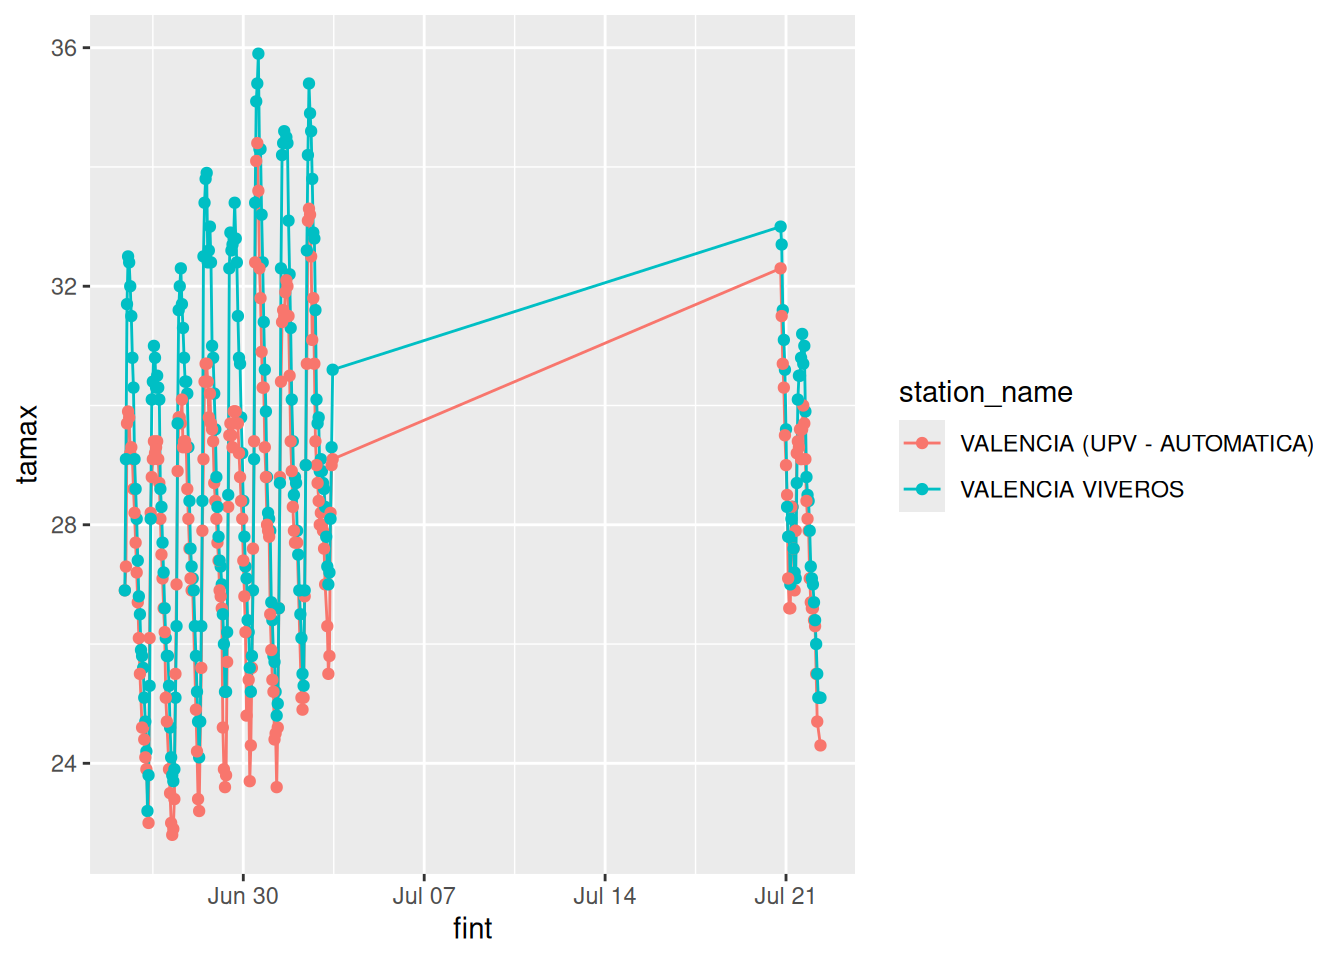 36
32
28
24
tamax
Jun 30
Jul 07
Jul 14
Jul 21
fint
station_name
VALENCIA (UPV - AUTOMATICA)
VALENCIA VIVEROS